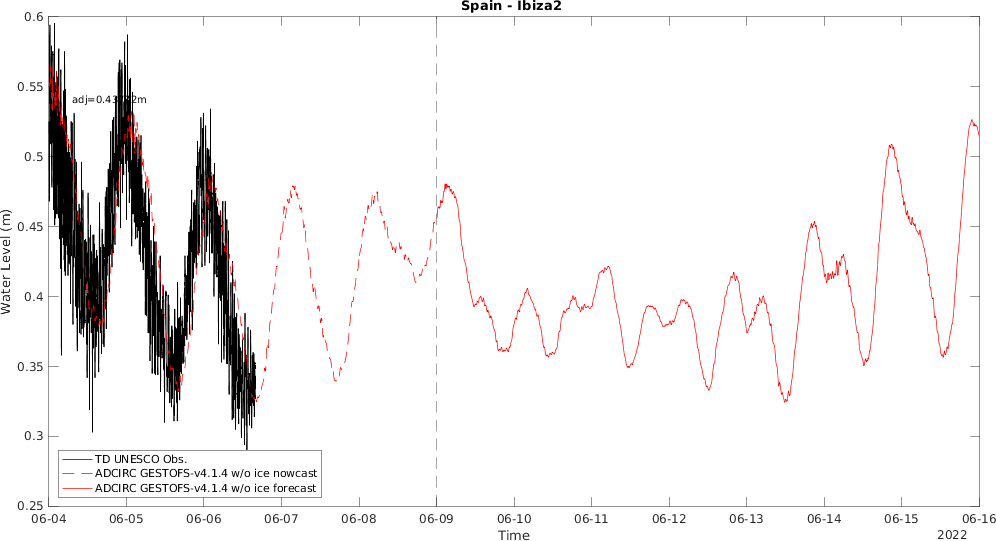 Spain - Ibiza2
0.6
0.55
0.5
0.45
0.4
0.35
0.3
0.25
Water Level (m)
TD UNESCO Obs.
ADCIRC GESTOFS-v4.1.4 w/o ice nowcast
ADCIRC GESTOFS-v4.1.4 w/o ice forecast
06-04 06-05 06-06 06-07 06-08 06-09 06-10 06-11 06-12 06-13 06-14 06-15 06-16
Time
2022